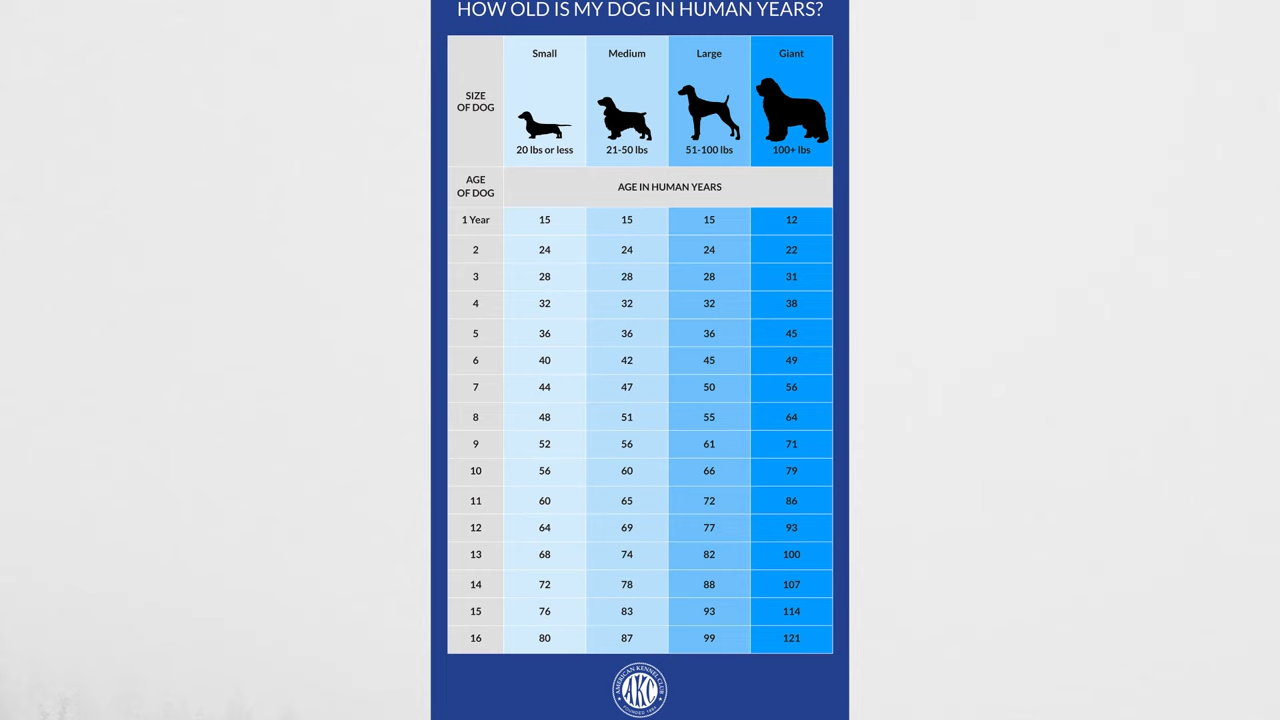 HOW OLD IS MY DOG IN HUMAN YEARS?
SIZE
OF DOG
Small
Medium
Large
Giant
20 lbs or less
21-50 lbs
51-100 lbs
100+ lbs
AGE
OF DOG
AGE IN HUMAN YEARS
1 Year 15 15 15 12
2 24 24 24 22
3 28 28 28 31
4 32 32 32 38
5 36 36 36 45
6 40 42 45 49
7 44 47 50 56
8 48 51 55 64
9 52 56 61 71
10 56 60 66 79
11 60 65 72 86
12 64 69 77 93
13 68 74 82 100
14 72 78 88 107
15 76 83 93 114
16 80 87 99 121
AMERICAN KENNEL CLUB
AKC